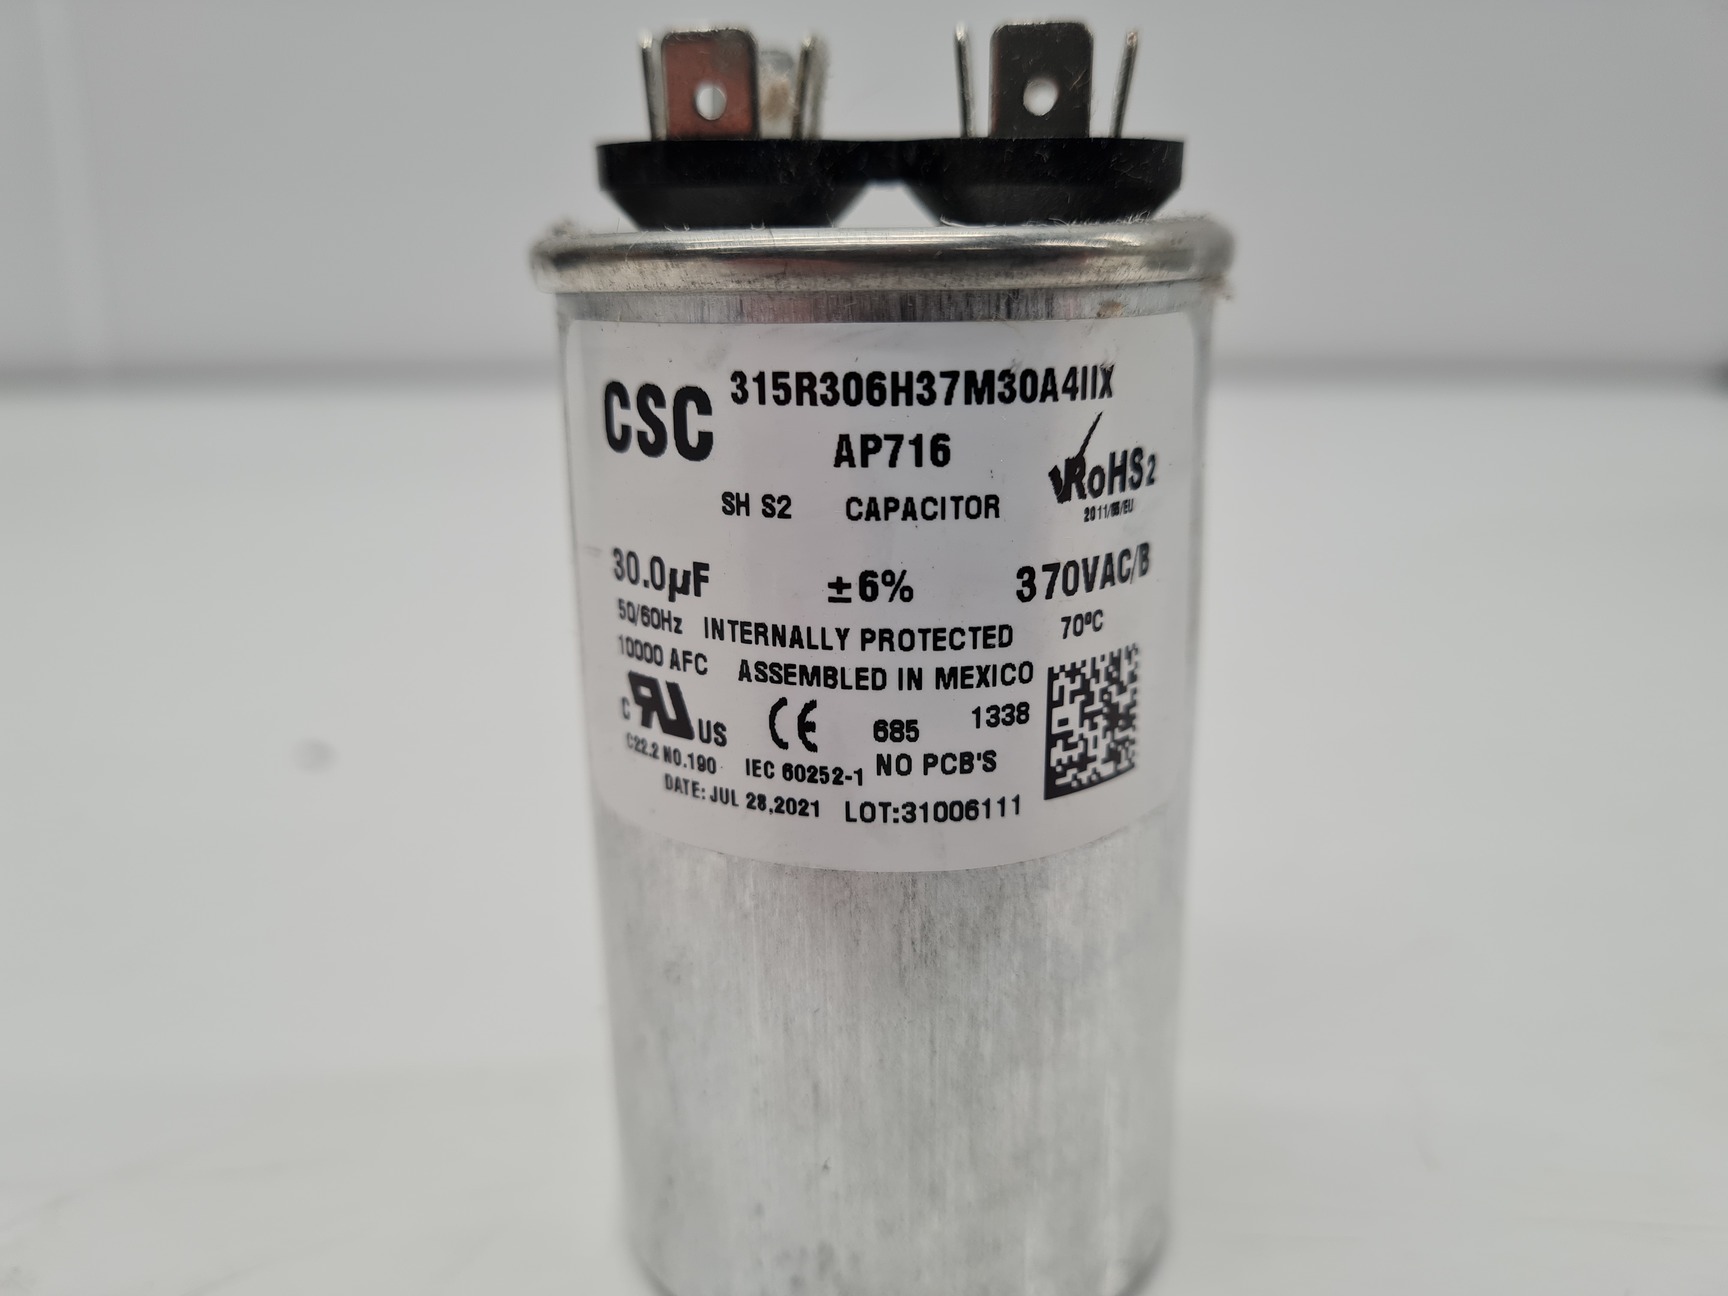 CSC 315R306H37M30A4IIX
AP716
RoHS2
2011/65/EU
SH S2 CAPACITOR
30.0µF ±6% 370VAC/B
50/60Hz INTERNALLY PROTECTED 70ºC
10000 AFC ASSEMBLED IN MEXICO
c RU US CE 685 1338
C22.2 NO.190 IEC 60252-1 NO PCB'S
DATE: JUL 28,2021 LOT:31006111